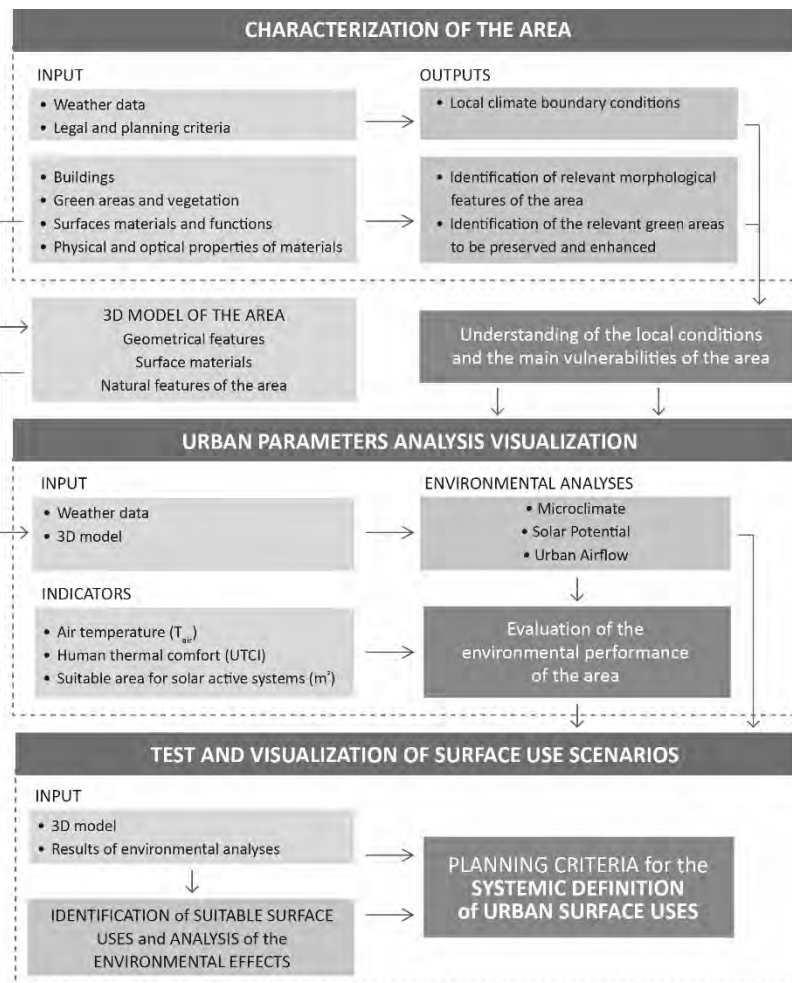 CHARACTERIZATION OF THE AREA
INPUT
• Weather data
• Legal and planning criteria
OUTPUTS
• Local climate boundary conditions
• Buildings
• Green areas and vegetation
• Surfaces materials and functions
• Physical and optical properties of materials
• Identification of relevant morphological
features of the area
• Identification of the relevant green areas
to be preserved and enhanced
3D MODEL OF THE AREA
Geometrical features
Surface materials
Natural features of the area
Understanding of the local conditions
and the main vulnerabilities of the area
URBAN PARAMETERS ANALYSIS VISUALIZATION
INPUT
• Weather data
• 3D model
ENVIRONMENTAL ANALYSES
• Microclimate
• Solar Potential
• Urban Airflow
INDICATORS
• Air temperature (Tair)
• Human thermal comfort (UTCI)
• Suitable area for solar active systems (m²)
Evaluation of the
environmental performance
of the area
TEST AND VISUALIZATION OF SURFACE USE SCENARIOS
INPUT
• 3D model
• Results of environmental analyses
IDENTIFICATION of SUITABLE SURFACE
USES and ANALYSIS of the
ENVIRONMENTAL EFFECTS
PLANNING CRITERIA for the
SYSTEMIC DEFINITION
of URBAN SURFACE USES